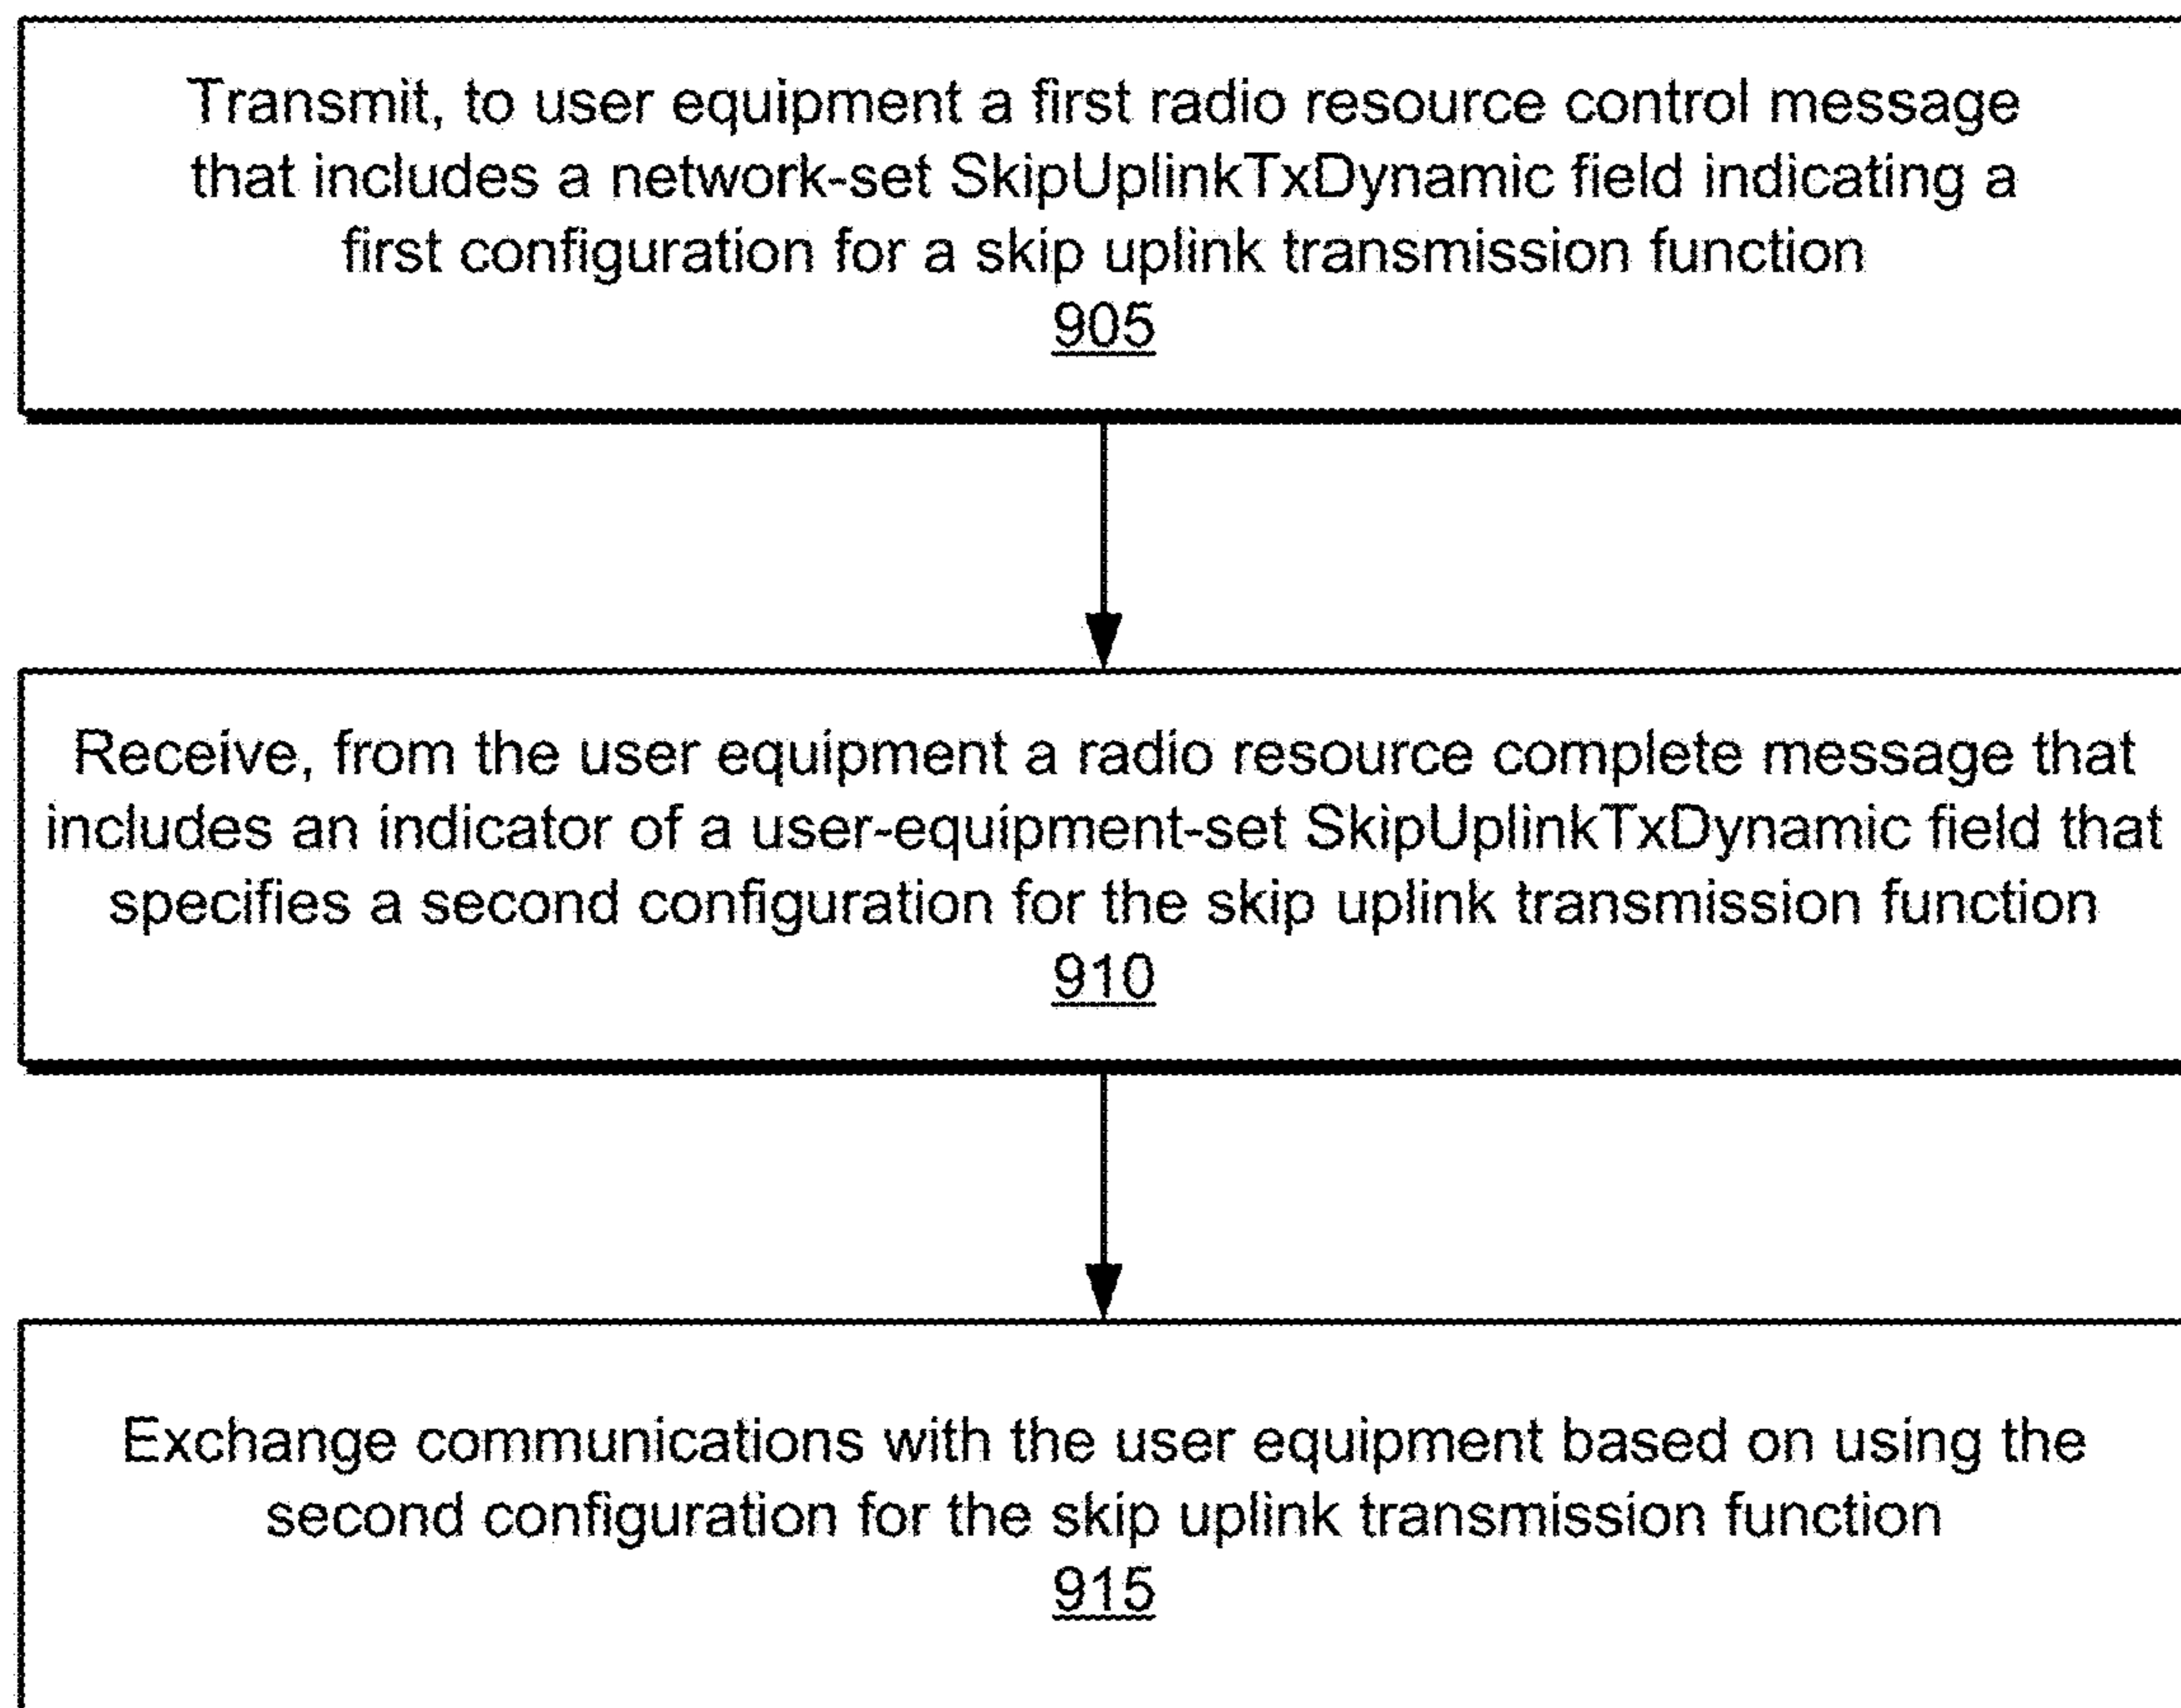 Transmit, to user equipment a first radio resource control message
that includes a network-set SkipUplinkTxDynamic field indicating a
first configuration for a skip uplink transmission function
905
Receive, from the user equipment a radio resource complete message that
includes an indicator of a user-equipment-set SkipUplinkTxDynamic field that
specifies a second configuration for the skip uplink transmission function
910
Exchange communications with the user equipment based on using the
second configuration for the skip uplink transmission function
915